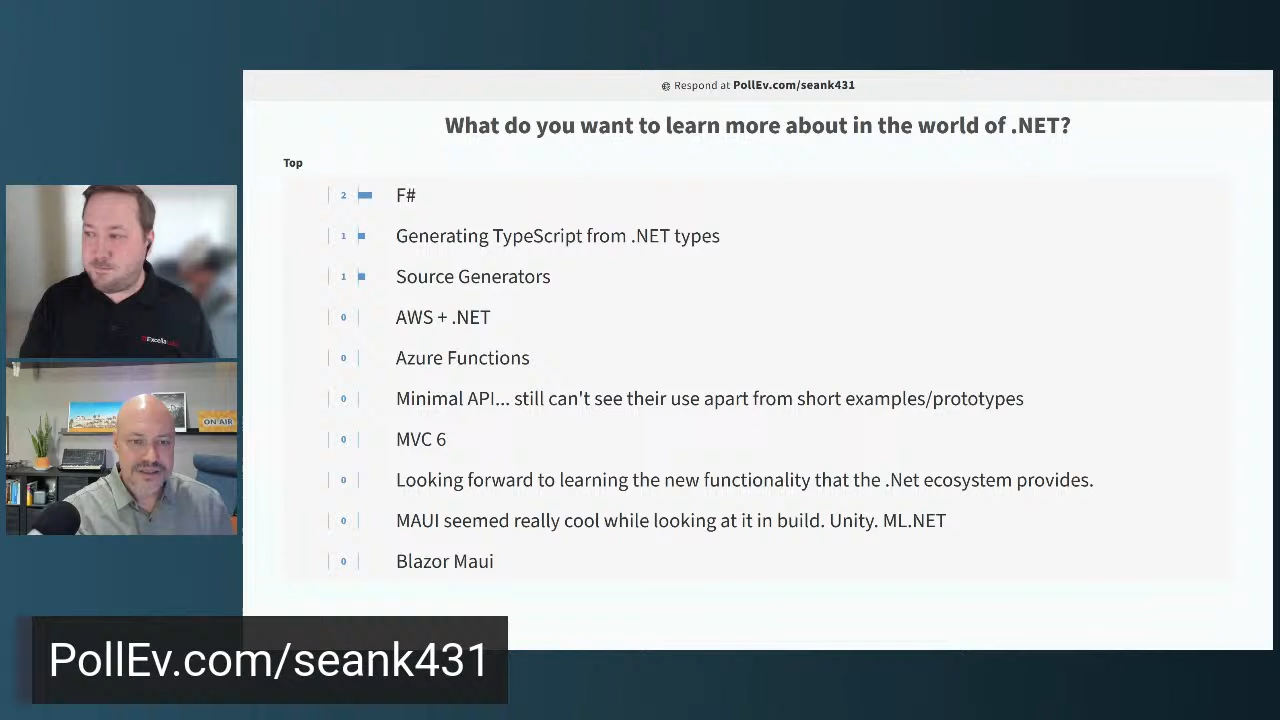 Respond at PollEv.com/seank431
What do you want to learn more about in the world of .NET?
Top
2 F#
1 Generating TypeScript from .NET types
1 Source Generators
0 AWS + .NET
0 Azure Functions
0 Minimal API... still can't see their use apart from short examples/prototypes
0 MVC 6
0 Looking forward to learning the new functionality that the .Net ecosystem provides.
0 MAUI seemed really cool while looking at it in build. Unity. ML.NET
0 Blazor Maui
ON AIR
PollEv.com/seank431